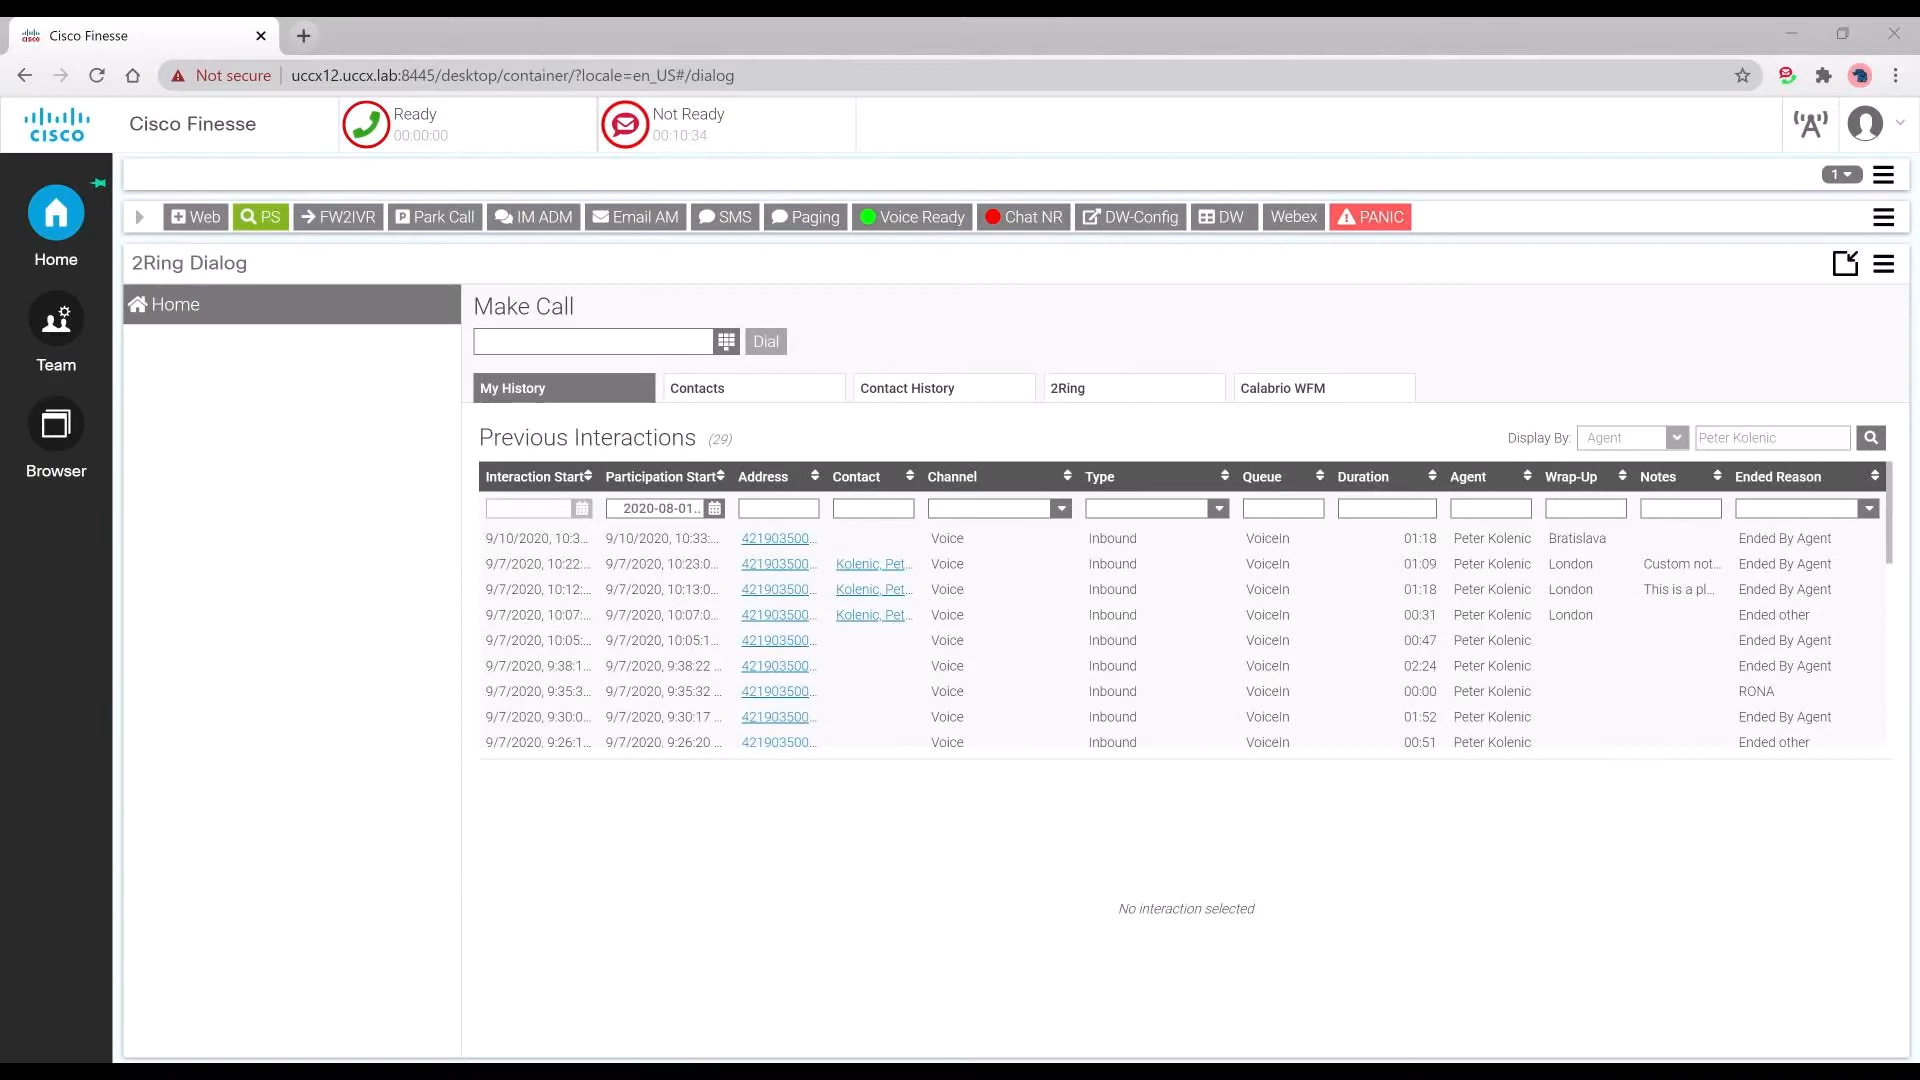 Cisco Finesse
Not secure uccx12.uccx.lab:8445/desktop/container/?locale=en_US#/dialog
CISCO Cisco Finesse Ready Not Ready
00:00:00 00:10:34
1
Web PS FW2IVR Park Call IM ADM Email AM SMS Paging Voice Ready Chat NR DW-Config DW Webex PANIC
2Ring Dialog
Home
Team
Browser
Home
Make Call
Dial
My History Contacts Contact History 2Ring Calabrio WFM
Previous Interactions (29) Display By: Agent Peter Kolenic
Interaction Start Participation Start Address Contact Channel Type Queue Duration Agent Wrap-Up Notes Ended Reason
2020-08-01..
9/10/2020, 10:3... 9/10/2020, 10:33:... 421903500... Voice Inbound VoiceIn 01:18 Peter Kolenic Bratislava Ended By Agent
9/7/2020, 10:22:... 9/7/2020, 10:23:0... 421903500... Kolenic, Pet... Voice Inbound VoiceIn 01:09 Peter Kolenic London Custom not... Ended By Agent
9/7/2020, 10:12:... 9/7/2020, 10:13:0... 421903500... Kolenic, Pet... Voice Inbound VoiceIn 01:18 Peter Kolenic London This is a pl... Ended By Agent
9/7/2020, 10:07:... 9/7/2020, 10:07:0... 421903500... Kolenic, Pet... Voice Inbound VoiceIn 00:31 Peter Kolenic London Ended other
9/7/2020, 10:05:... 9/7/2020, 10:05:1... 421903500... Voice Inbound VoiceIn 00:47 Peter Kolenic Ended By Agent
9/7/2020, 9:38:1... 9/7/2020, 9:38:22 ... 421903500... Voice Inbound VoiceIn 02:24 Peter Kolenic Ended By Agent
9/7/2020, 9:35:3... 9/7/2020, 9:35:32 ... 421903500... Voice Inbound VoiceIn 00:00 Peter Kolenic RONA
9/7/2020, 9:30:0... 9/7/2020, 9:30:17 ... 421903500... Voice Inbound VoiceIn 01:52 Peter Kolenic Ended By Agent
9/7/2020, 9:26:1... 9/7/2020, 9:26:20 ... 421903500... Voice Inbound VoiceIn 00:51 Peter Kolenic Ended other
No interaction selected